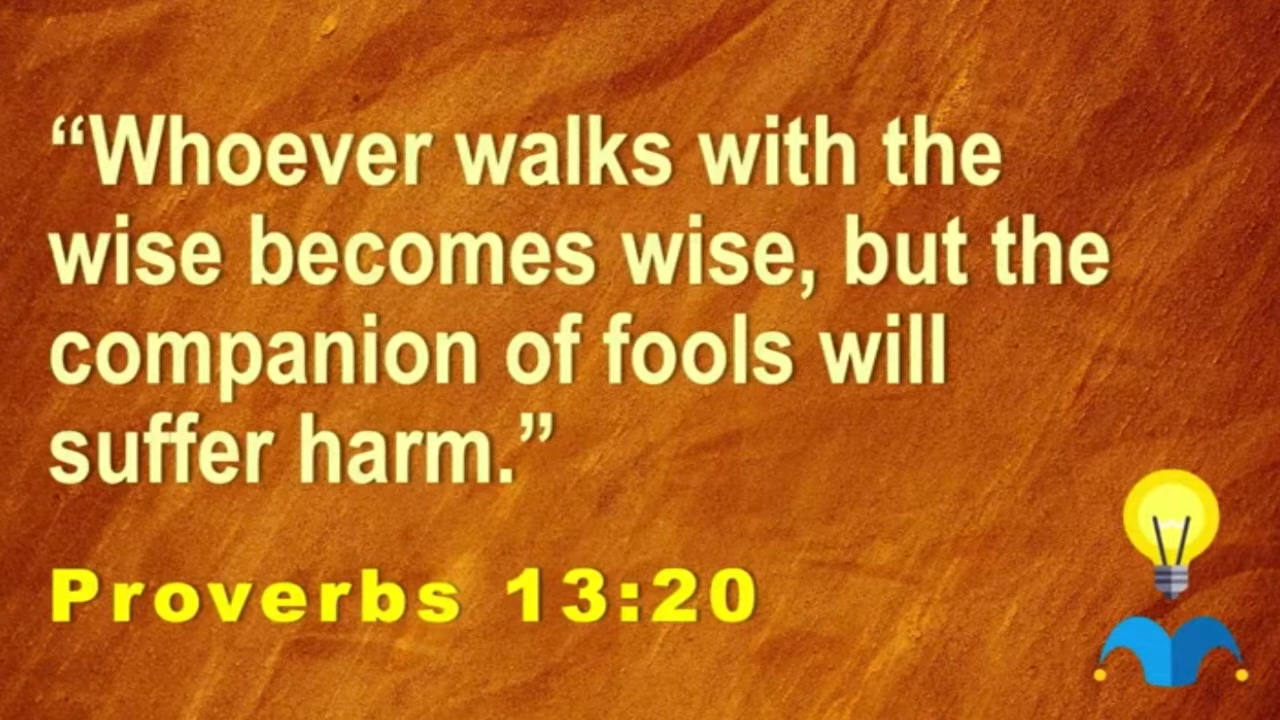 “Whoever walks with the
wise becomes wise, but the
companion of fools will
suffer harm.”
Proverbs 13:20